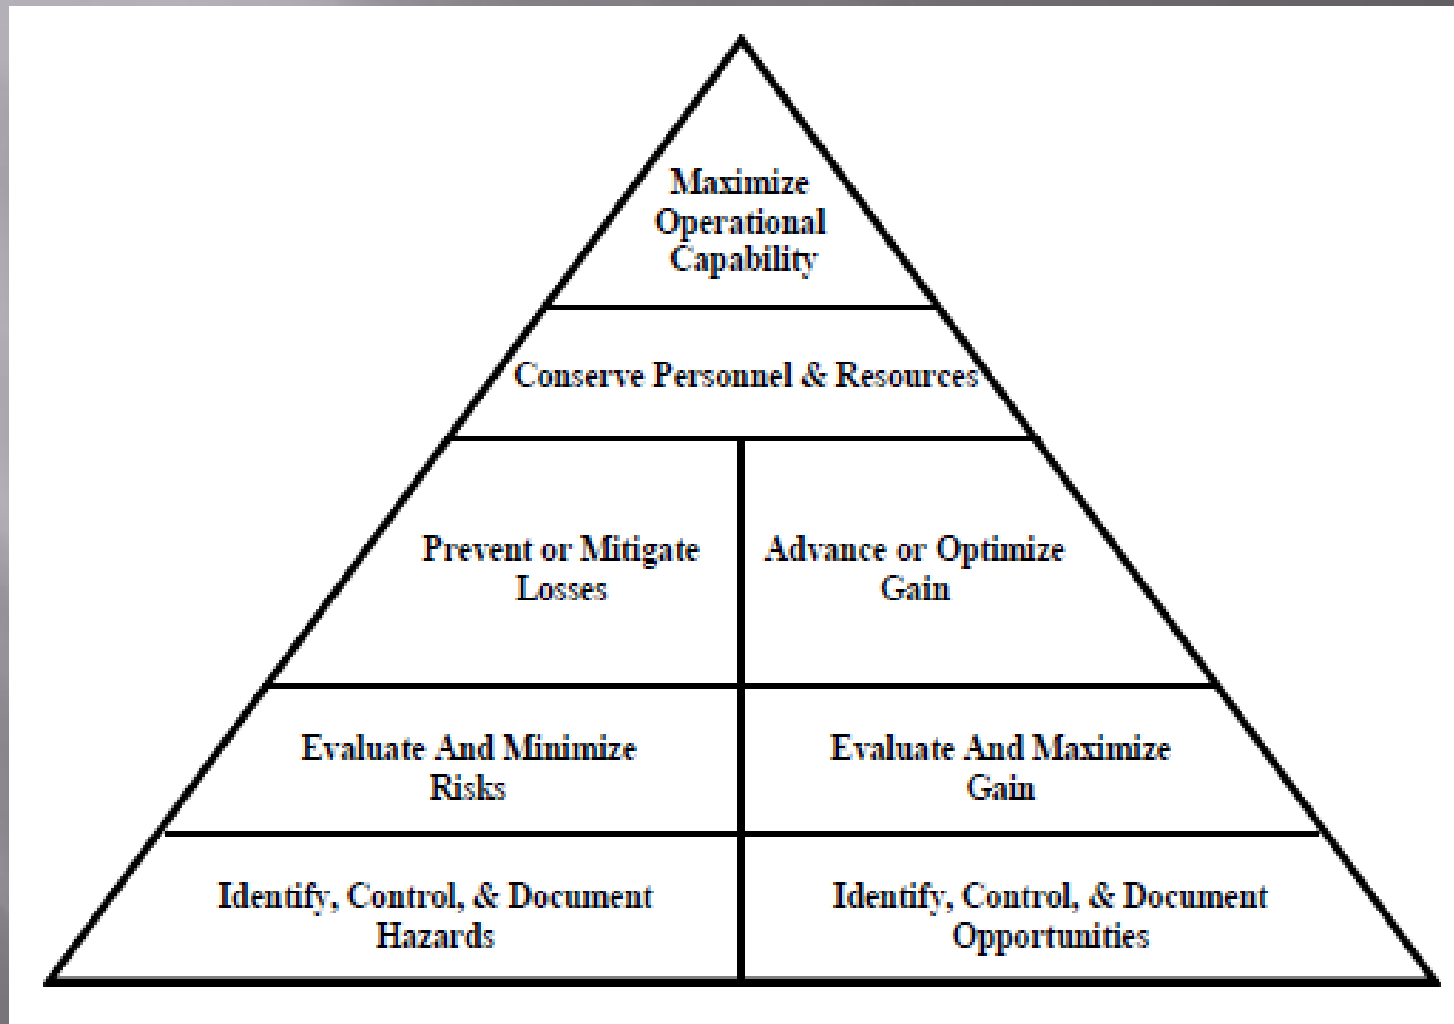 Maximize
Operational
Capability
Conserve Personnel & Resources
Prevent or Mitigate
Losses
Advance or Optimize
Gain
Evaluate And Minimize
Risks
Evaluate And Maximize
Gain
Identify, Control, & Document
Hazards
Identify, Control, & Document
Opportunities